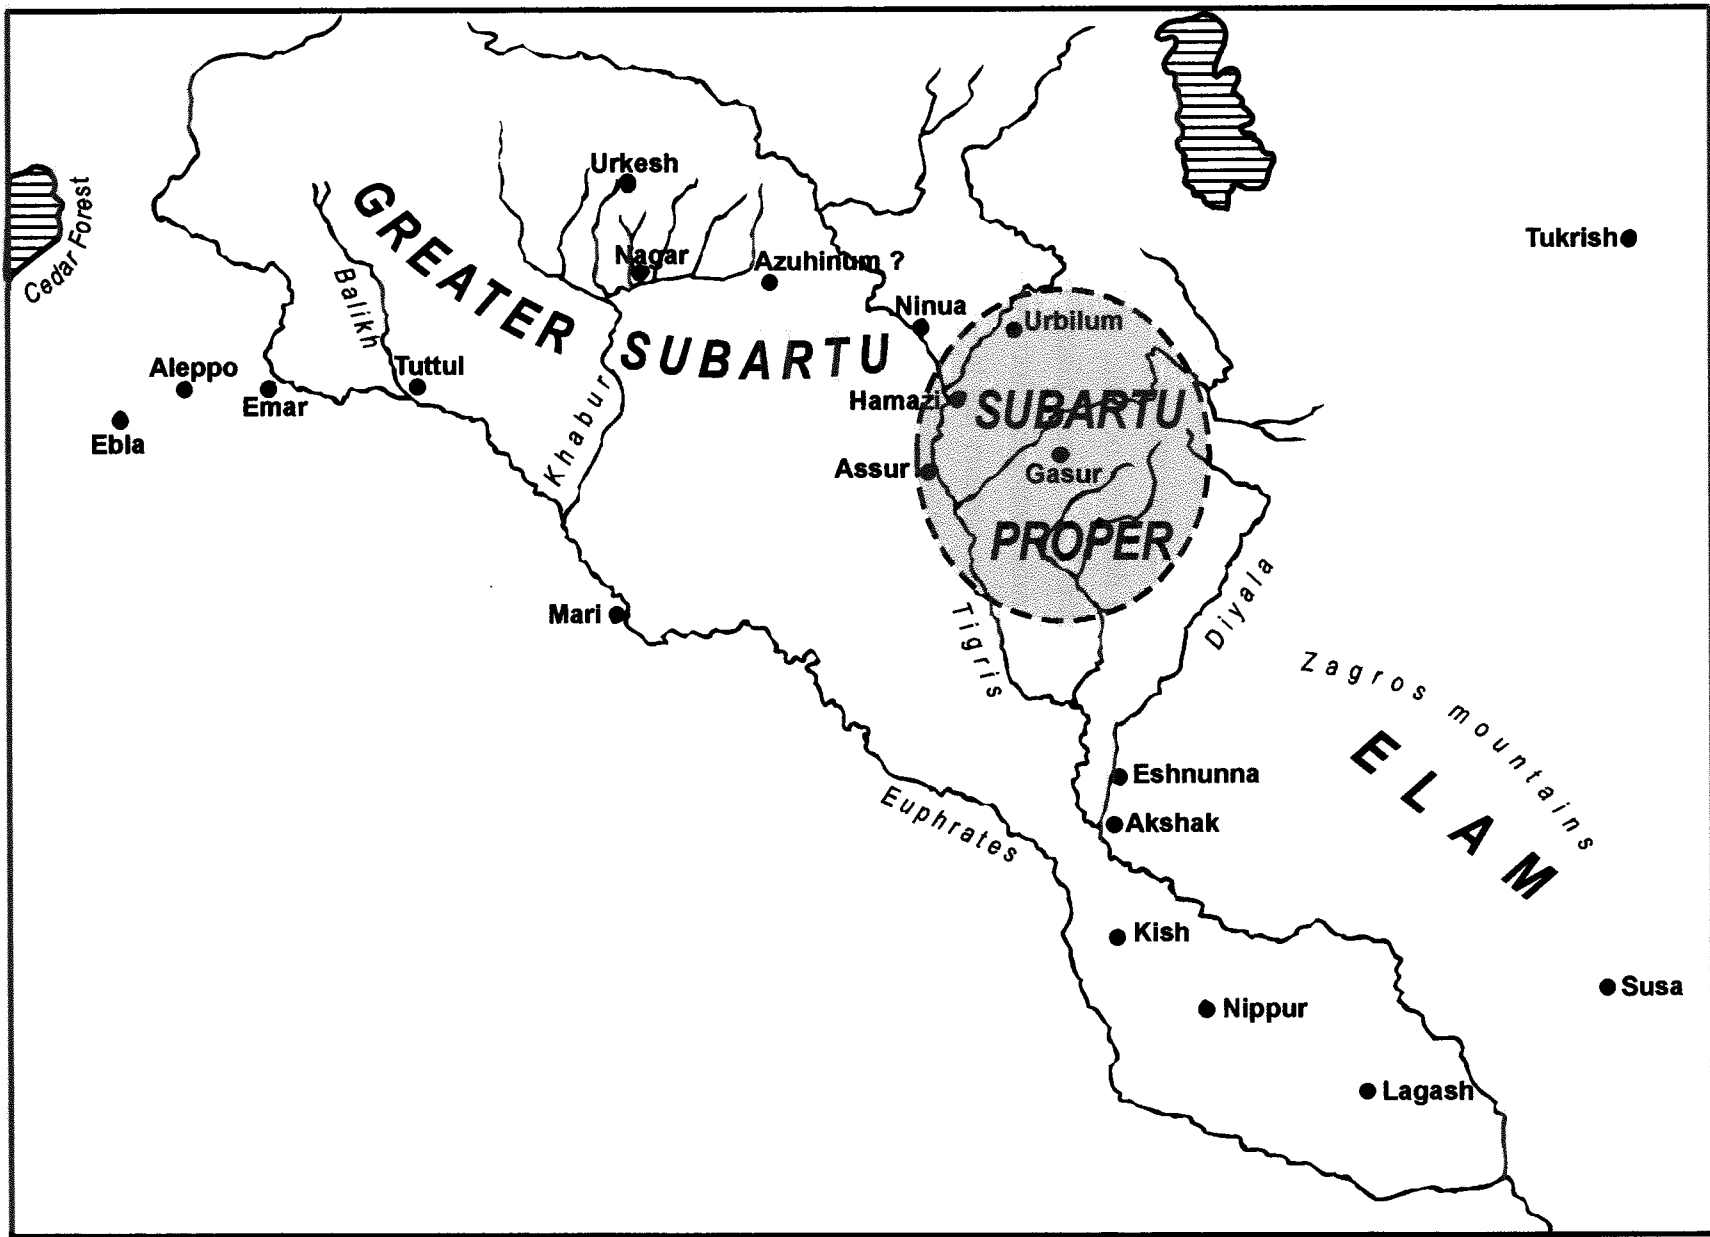 Urkesh
Cedar Forest
GREATER
Tukrish
Nagar
Azuhinum ?
Balikh
Ninua
Urbilum
SUBARTU
Aleppo
Tuttul
Emar
Khabur
Hamazi
SUBARTU
Ebla
Assur
Gasur
PROPER
Mari
Tigris
Diyala
Zagros mountains
ELAM
Eshnunna
Euphrates
Akshak
Kish
Susa
Nippur
Lagash